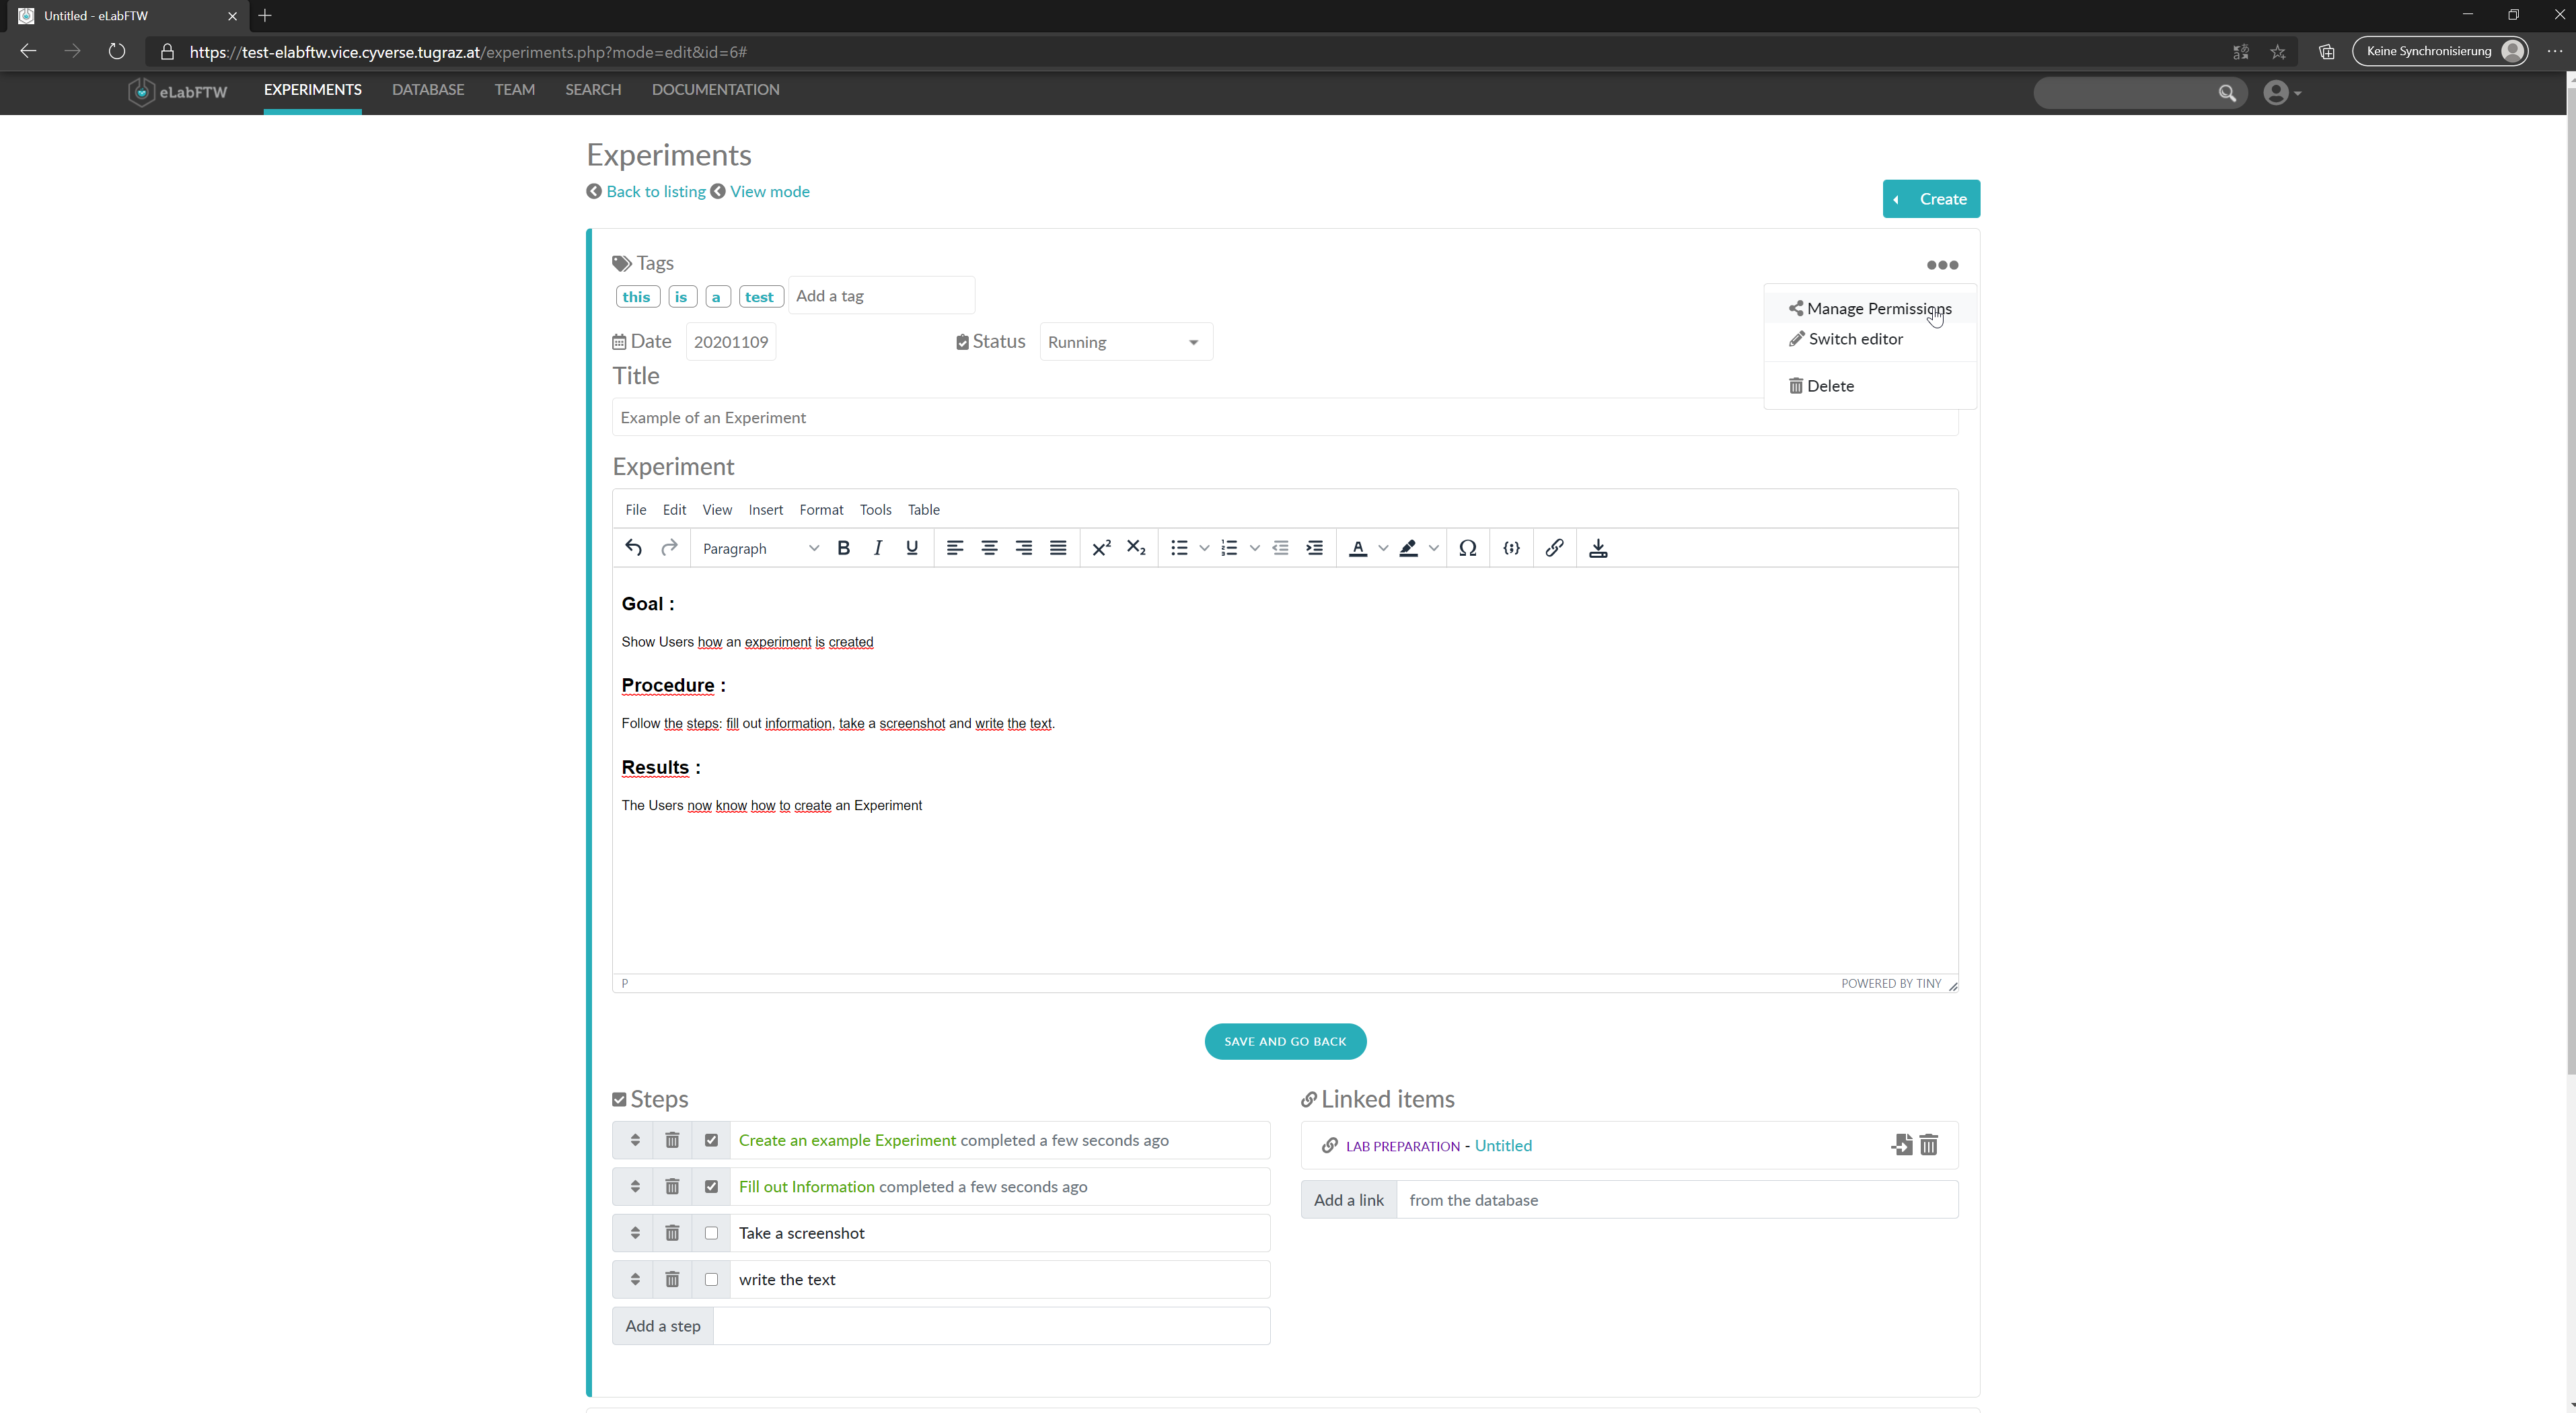 Untitled - eLabFTW
https://test-elabftw.vice.cyverse.tugraz.at/experiments.php?mode=edit&id=6#
Keine Synchronisierung
eLabFTW
EXPERIMENTS
DATABASE
TEAM
SEARCH
DOCUMENTATION
Experiments
Back to listing
View mode
Create
Tags
this
is
a
test
Add a tag
Manage Permissions
Switch editor
Delete
Date
20201109
Status
Running
Title
Example of an Experiment
Experiment
File
Edit
View
Insert
Format
Tools
Table
Paragraph
Goal :
Show Users how an experiment is created
Procedure :
Follow the steps: fill out information, take a screenshot and write the text.
Results :
The Users now know how to create an Experiment
P
POWERED BY TINY
SAVE AND GO BACK
Steps
Create an example Experiment completed a few seconds ago
Fill out Information completed a few seconds ago
Take a screenshot
write the text
Add a step
Linked items
LAB PREPARATION - Untitled
Add a link
from the database